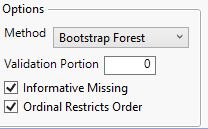 Options
Method Bootstrap Forest
Validation Portion 0
Informative Missing
Ordinal Restricts Order